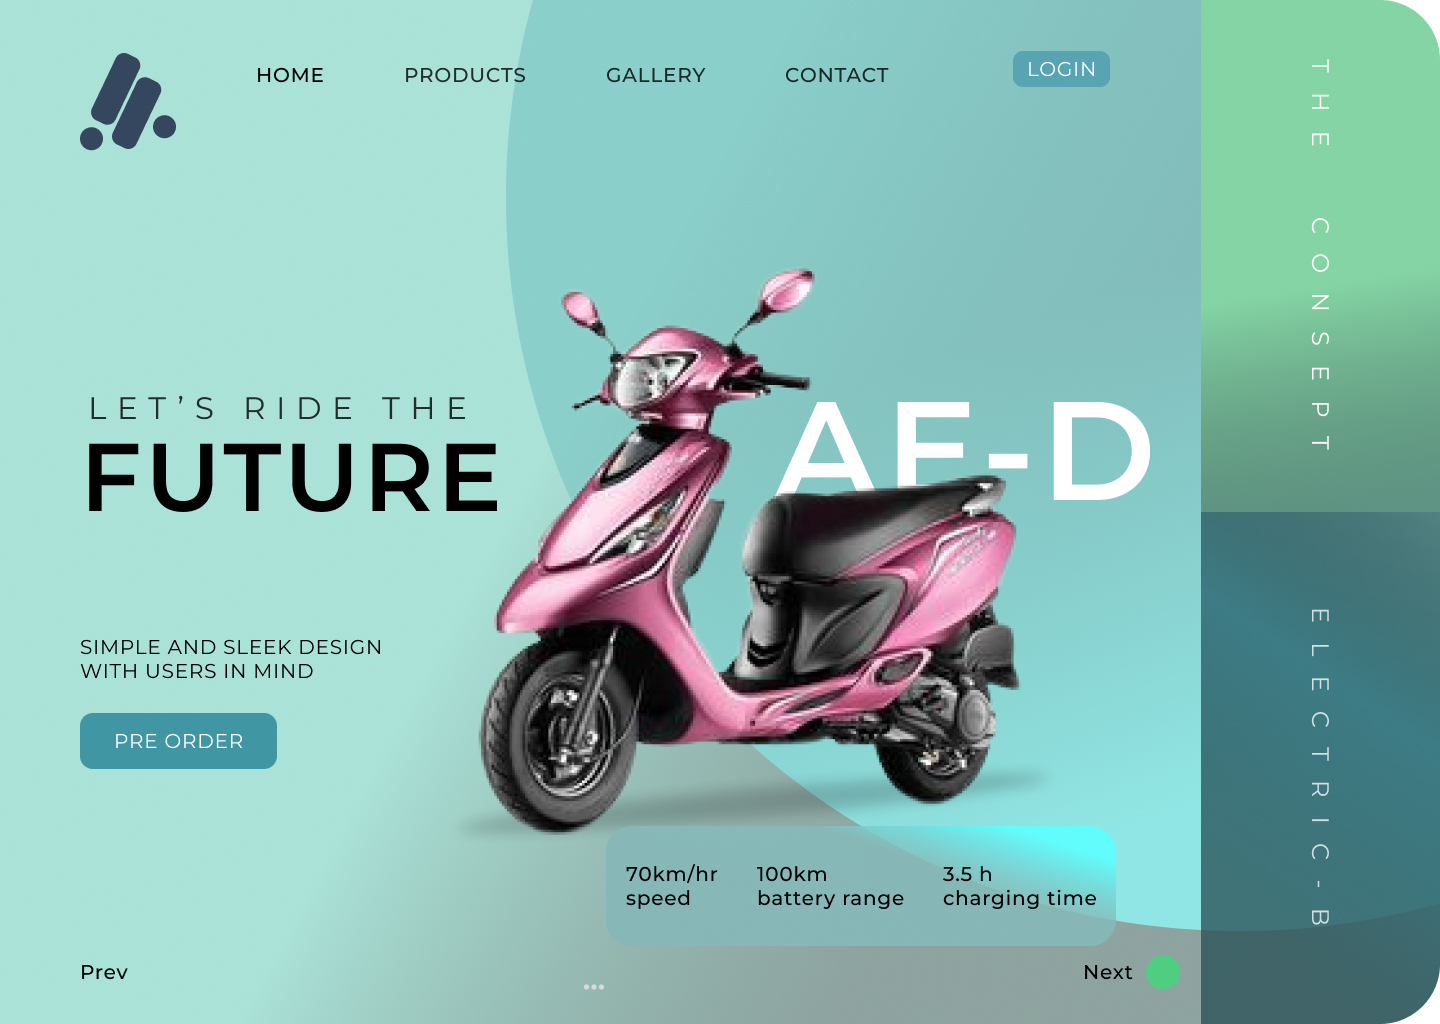 HOME
PRODUCTS
GALLERY
CONTACT
LOGIN
LET’S RIDE THE
FUTURE
AE-D
SIMPLE AND SLEEK DESIGN
WITH USERS IN MIND
PRE ORDER
70km/hr
speed
100km
battery range
3.5 h
charging time
Prev
Next
THE CONSEPT
ELECTRIC-B